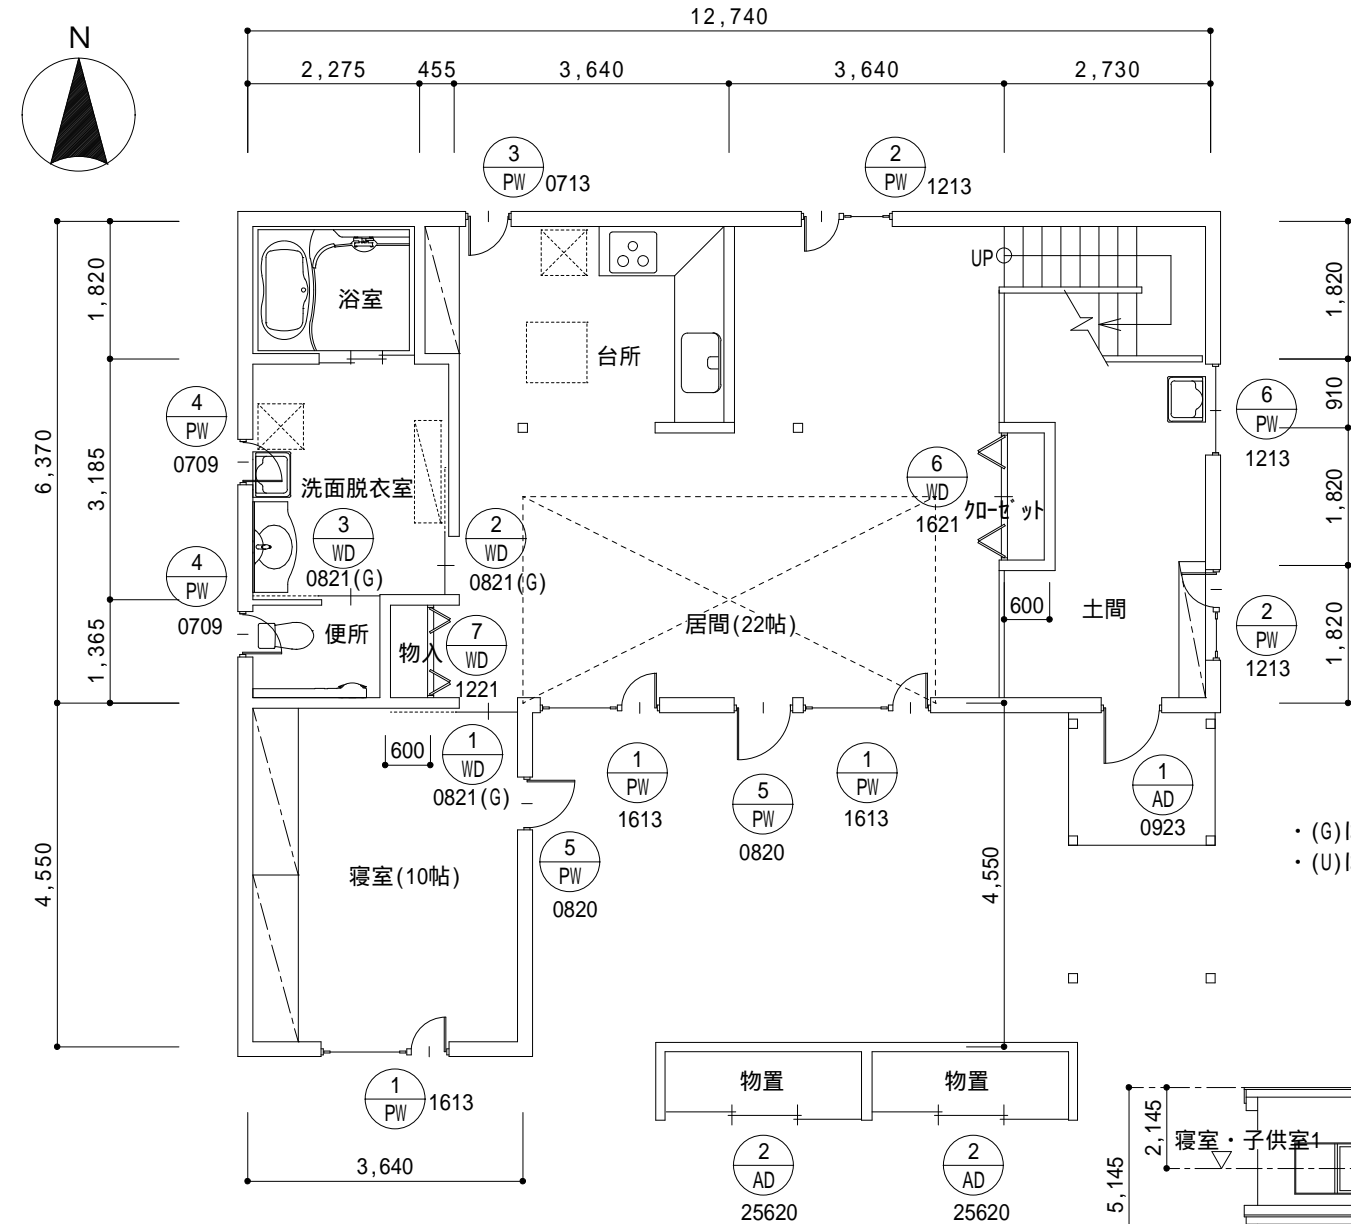 12,740
N
2,275 455 3,640 3,640 2,730
3
PW 0713
2
PW 1213
1,820
1,820
UP
浴室
台所
6,370
3,185
4
PW
0709
910
6
PW
1213
6
WD
1621
洗面脱衣室
クローゼット
1,820
3
WD
0821(G)
2
WD
0821(G)
4
PW
0709
600
土間
居間(22帖)
2
PW
1213
1,820
1,365
便所
物入
7
WD
1221
600
1
WD
0821(G)
1
PW
1613
5
PW
0820
1
PW
1613
1
AD
0923
・(G)
・(U)
4,550
寝室(10帖)
5
PW
0820
4,550
1
PW 1613
物置
物置
2
AD
25620
2
AD
25620
3,640
2,145
寝室・子供室1
5,145